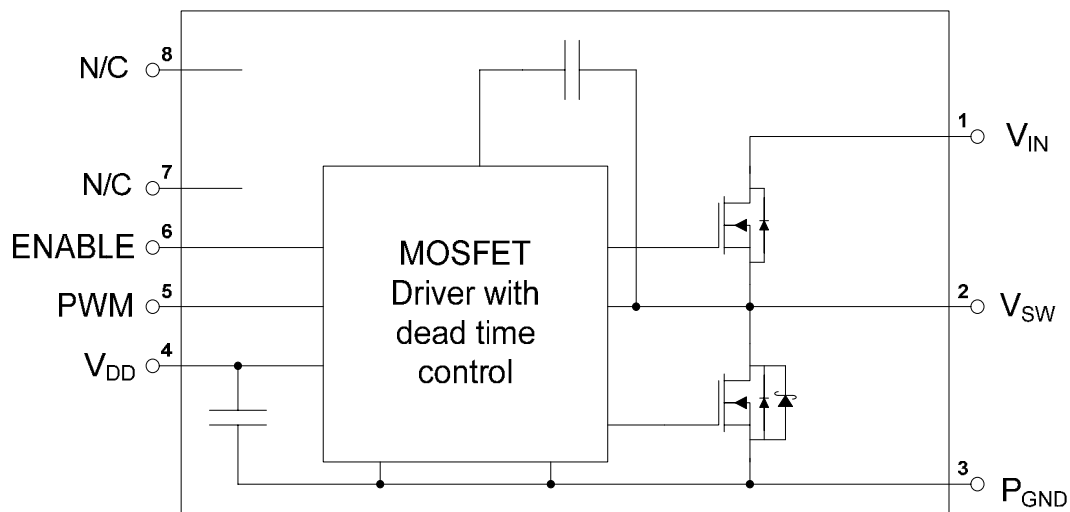 8
N/C
1
V_IN
7
N/C
6
ENABLE
MOSFET
Driver with
dead time
control
5
PWM
2
V_SW
4
V_DD
3
P_GND